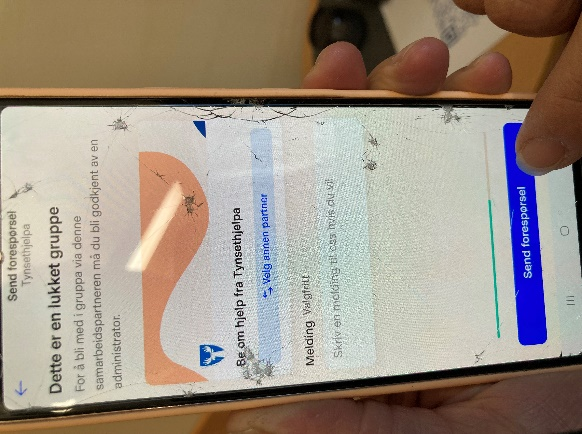 Send forespørsel
Tynsethjelpa
Dette er en lukket gruppe
For å bli med i gruppa via denne
samarbeidspartneren må du bli godkjent av en
administrator.
Be om hjelp fra Tynsethjelpa
Velg annen partner
Melding Valgfritt
Skriv en melding til oss hvis du vil
Send forespørsel